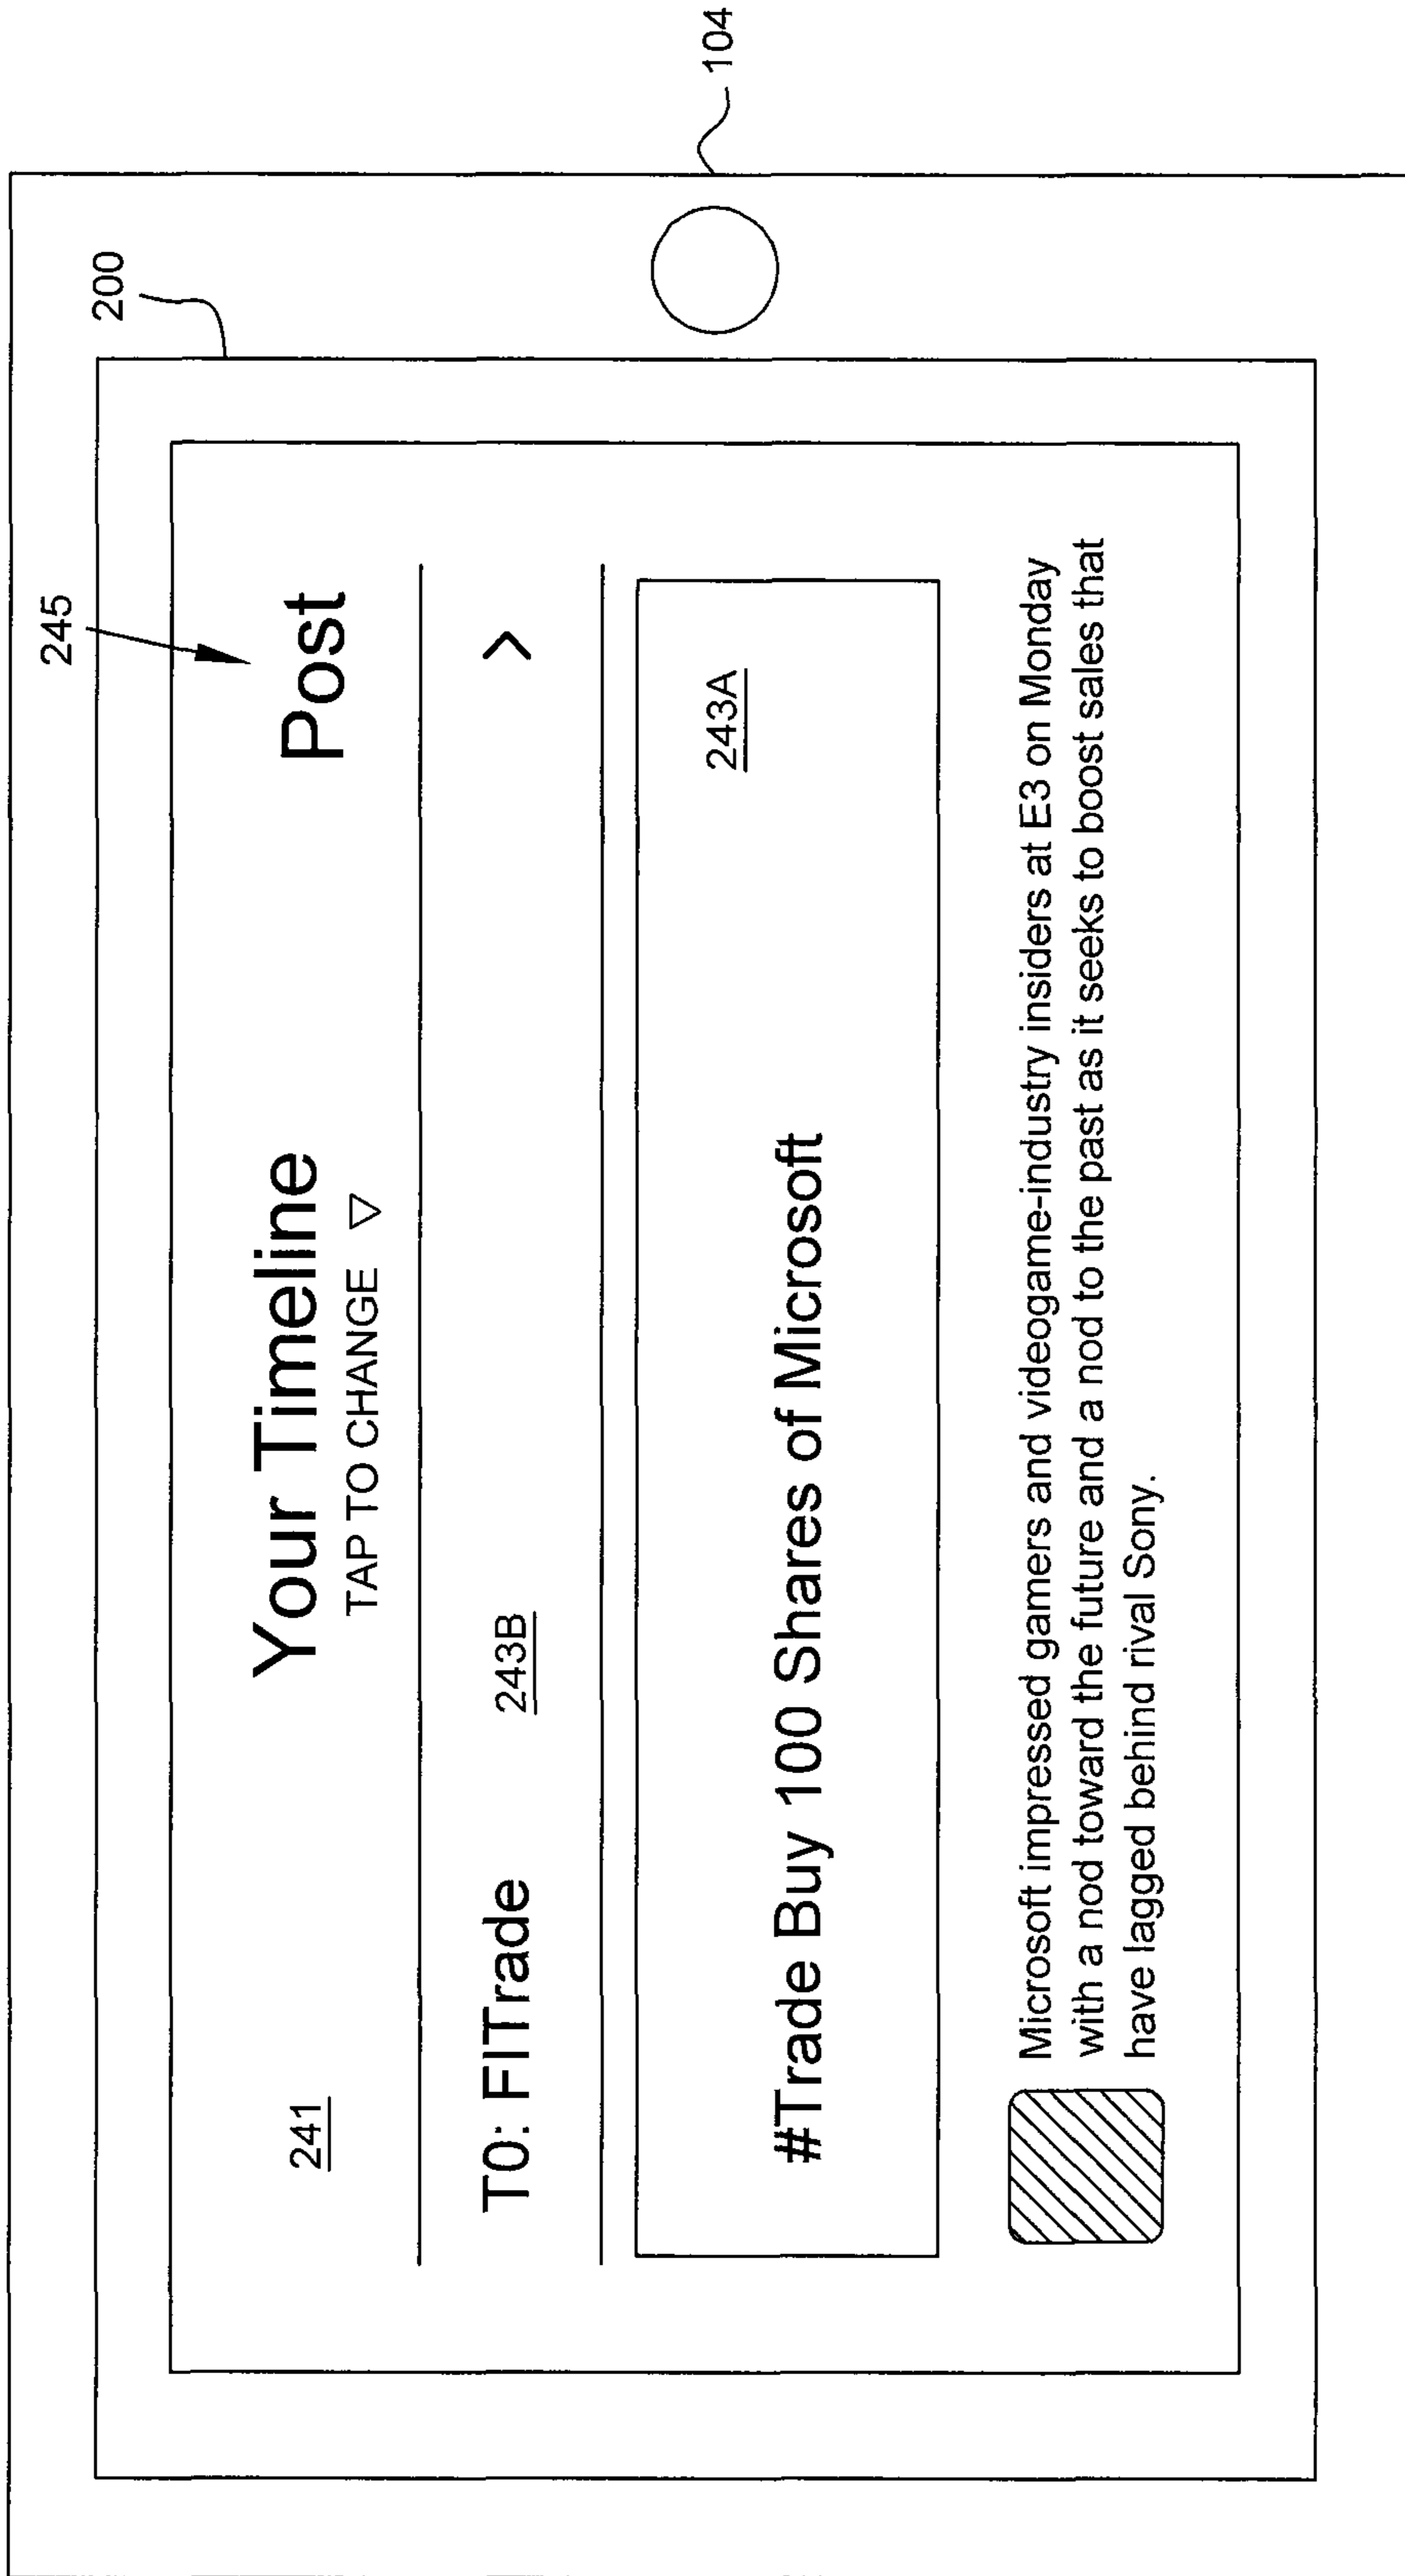 245
200
104
241
Your Timeline
Post
TAP TO CHANGE ▽
T0: FITrade
243B
>
243A
#Trade Buy 100 Shares of Microsoft
Microsoft impressed gamers and videogame-industry insiders at E3 on Monday
with a nod toward the future and a nod to the past as it seeks to boost sales that
have lagged behind rival Sony.